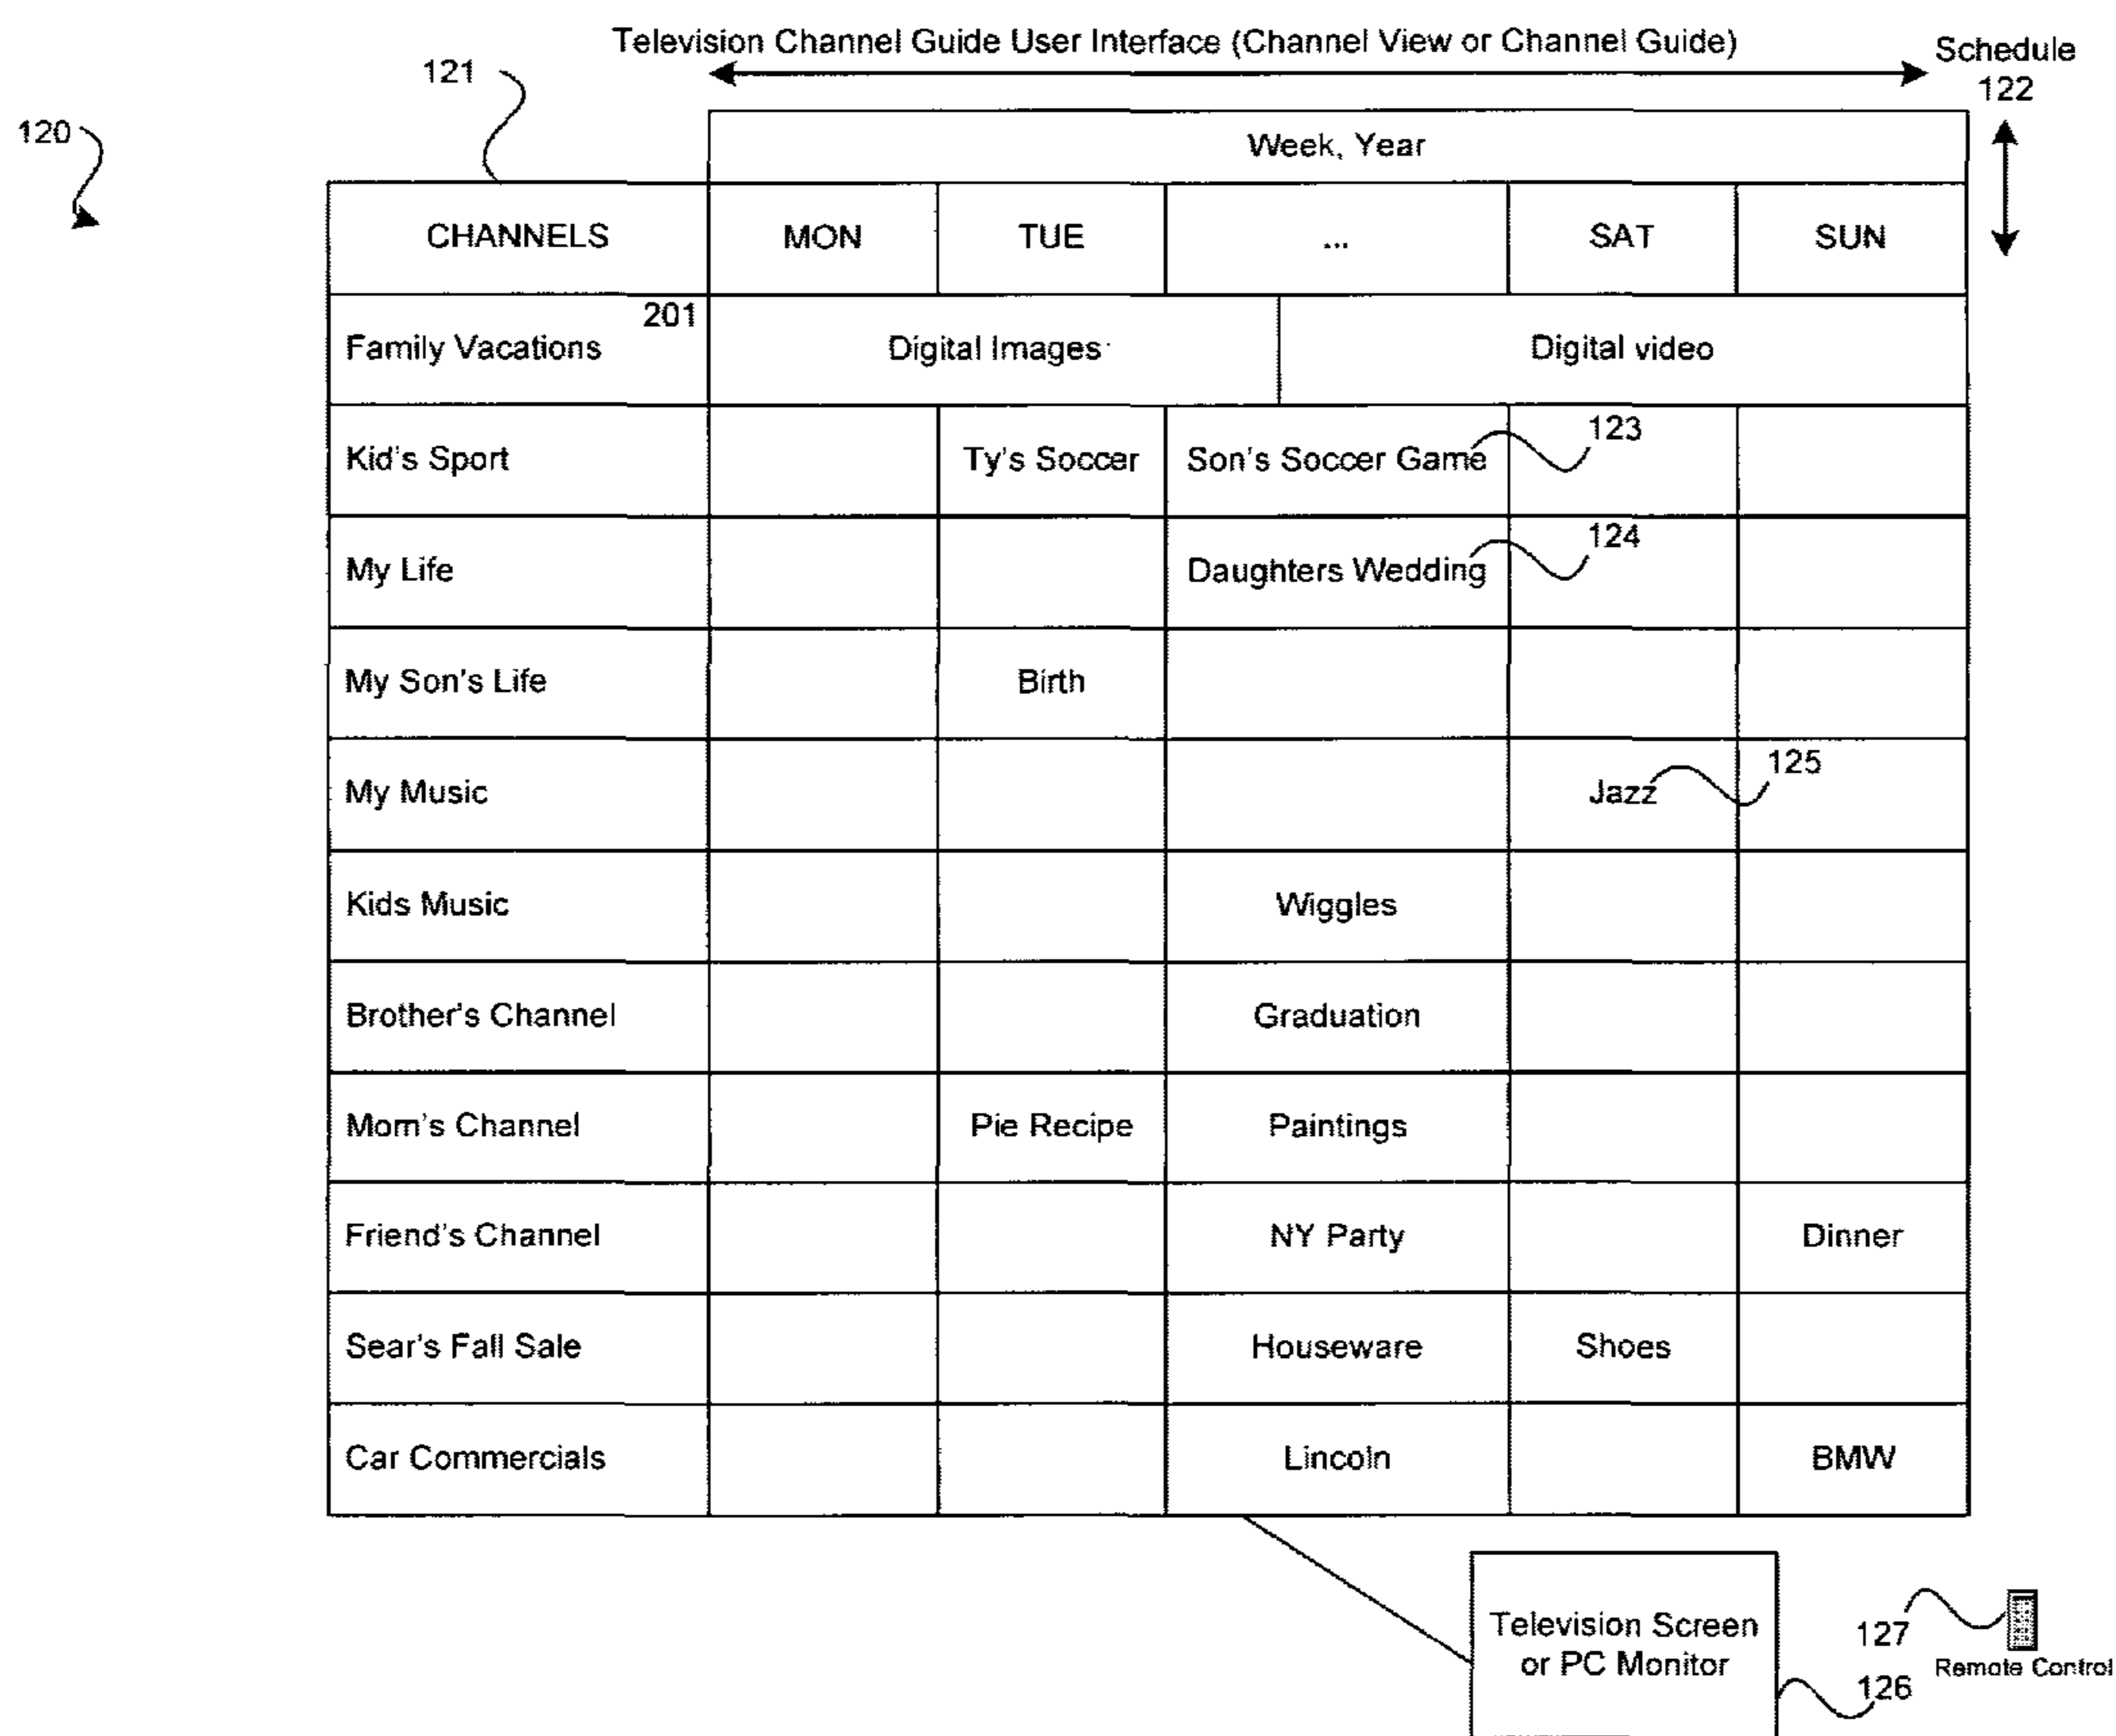 Television Channel Guide User Interface (Channel View or Channel Guide)
Schedule
122
121
120
Week, Year
CHANNELS MON TUE ... SAT SUN
201
Family Vacations Digital Images Digital video
Kid's Sport Ty's Soccer Son's Soccer Game 123
My Life Daughters Wedding 124
My Son's Life Birth
My Music Jazz 125
Kids Music Wiggles
Brother's Channel Graduation
Mom's Channel Pie Recipe Paintings
Friend's Channel NY Party Dinner
Sear's Fall Sale Houseware Shoes
Car Commercials Lincoln BMW
Television Screen
or PC Monitor
127
Remote Control
126